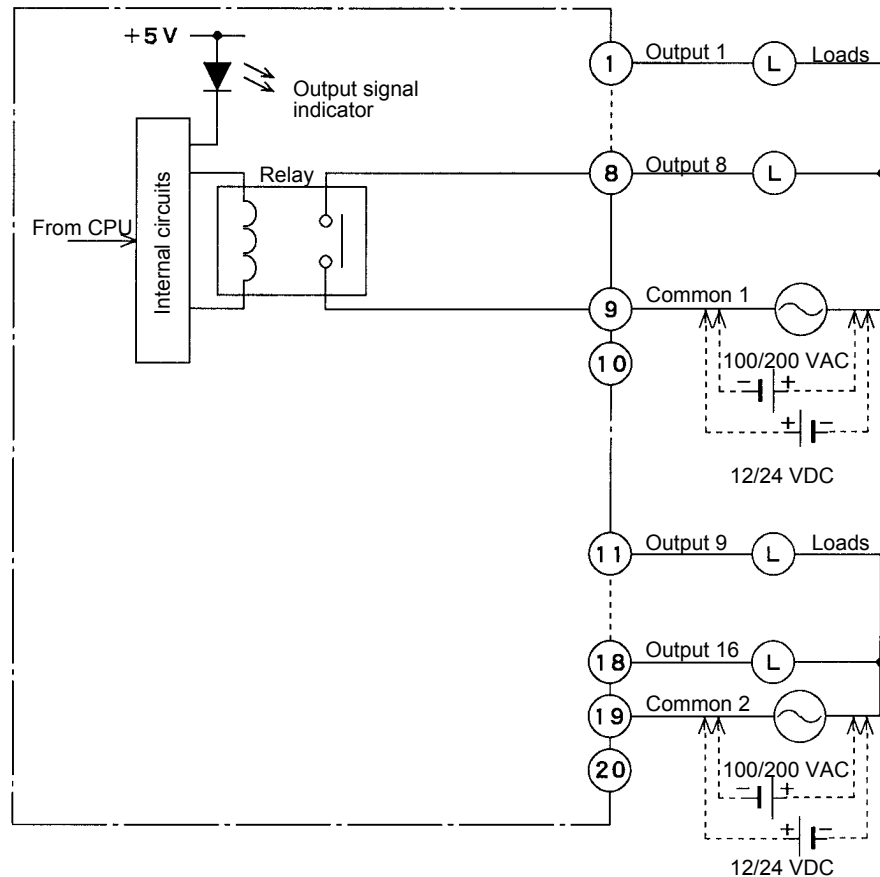 +5V
Output signal
indicator
Internal circuits
From CPU
Relay
1 Output 1 L Loads
8 Output 8 L
9 Common 1
10
100/200 VAC
− +
+ −
12/24 VDC
11 Output 9 L Loads
18 Output 16 L
19 Common 2
20
100/200 VAC
− +
+ −
12/24 VDC